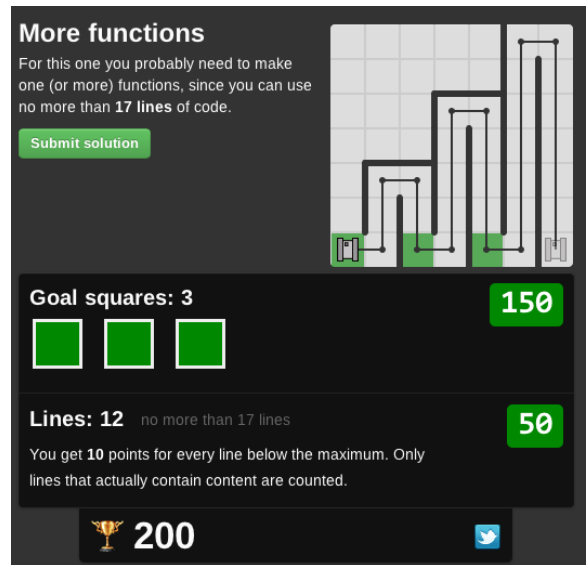 More functions
For this one you probably need to make
one (or more) functions, since you can use
no more than 17 lines of code.
Submit solution
Goal squares: 3
150
Lines: 12 no more than 17 lines
50
You get 10 points for every line below the maximum. Only
lines that actually contain content are counted.
200